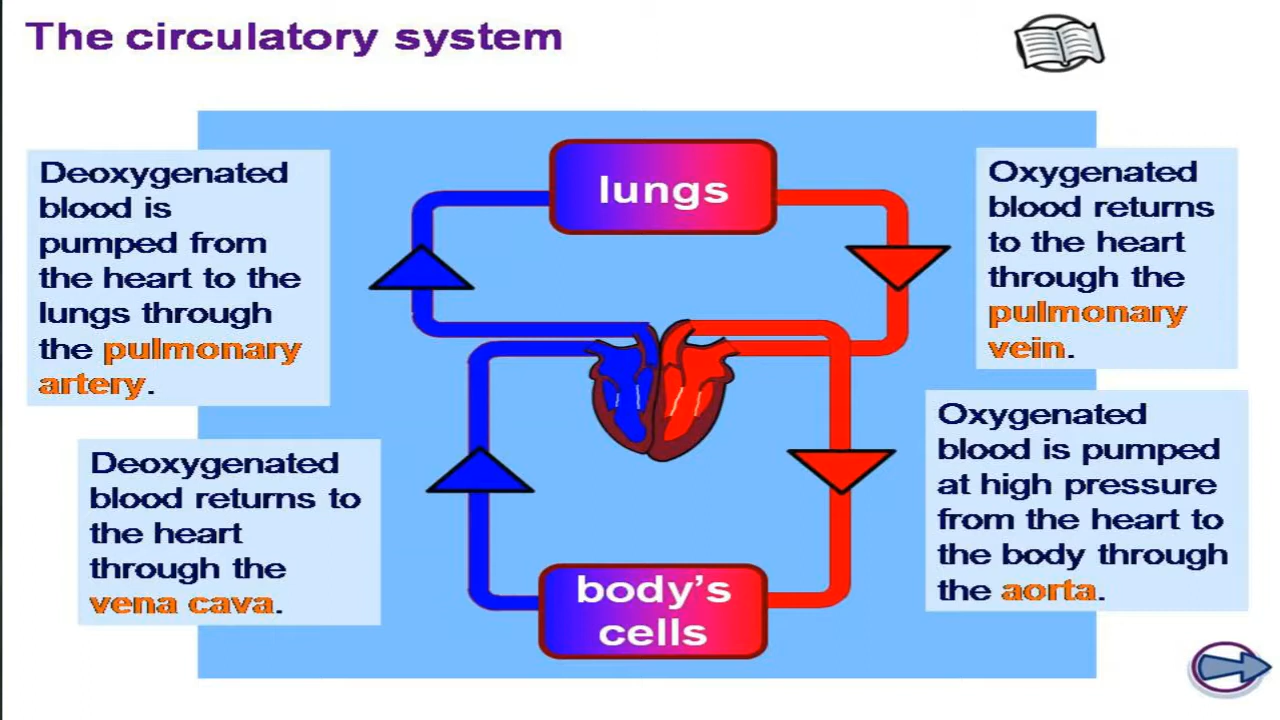 The circulatory system
Deoxygenated
blood is
pumped from
the heart to the
lungs through
the pulmonary
artery.
lungs
Oxygenated
blood returns
to the heart
through the
pulmonary
vein.
Deoxygenated
blood returns to
the heart
through the
vena cava.
body's
cells
Oxygenated
blood is pumped
at high pressure
from the heart to
the body through
the aorta.